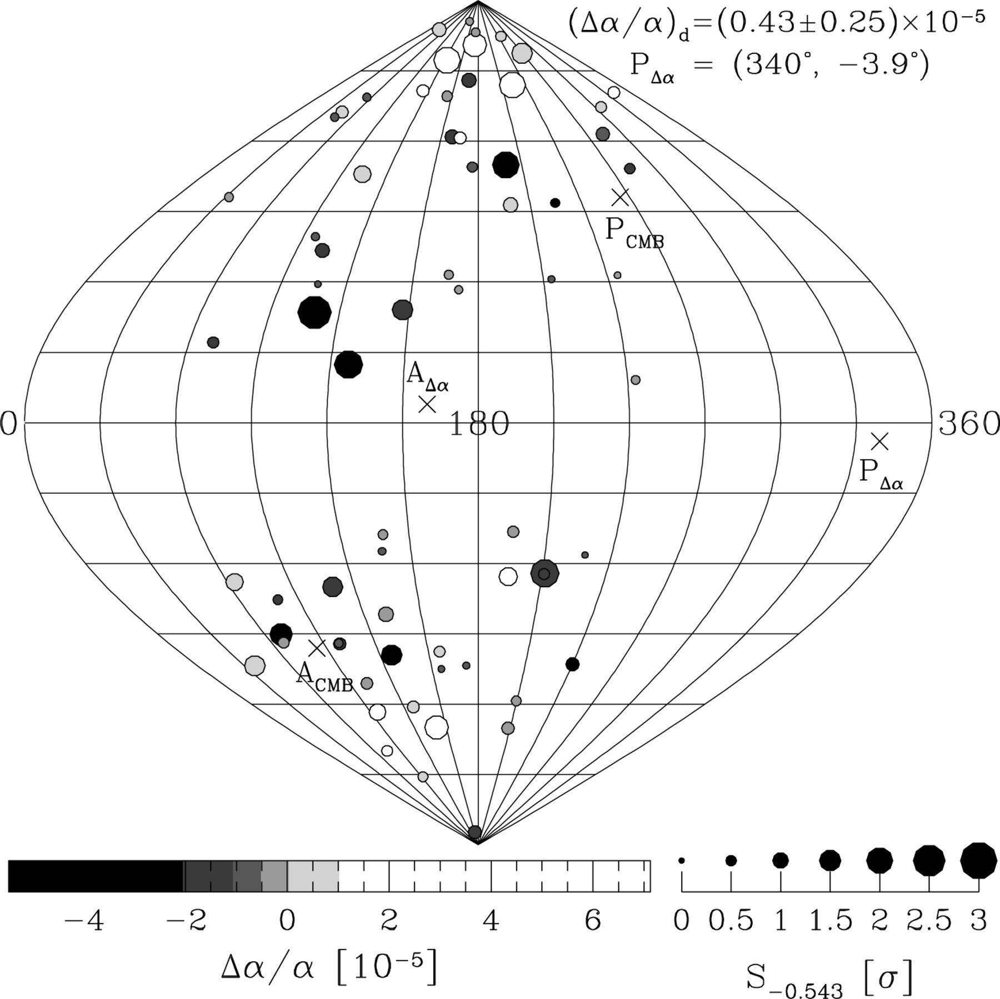 (Δα/α)d=(0.43±0.25)×10−5
PΔα = (340°, −3.9°)
PCMB
AΔα
0 180 360
PΔα
ACMB
−4 −2 0 2 4 6
0 0.5 1 1.5 2 2.5 3
Δα/α [10−5]
S−0.543 [σ]